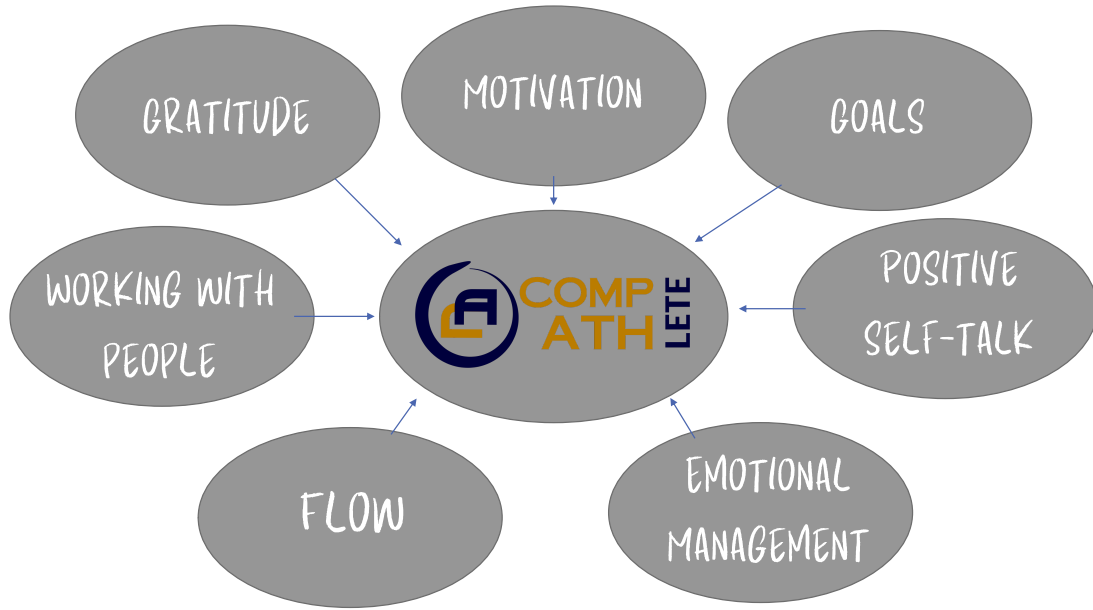 GRATITUDE
MOTIVATION
GOALS
WORKING WITH
PEOPLE
COMP
ATH
LETE
POSITIVE
SELF-TALK
FLOW
EMOTIONAL
MANAGEMENT